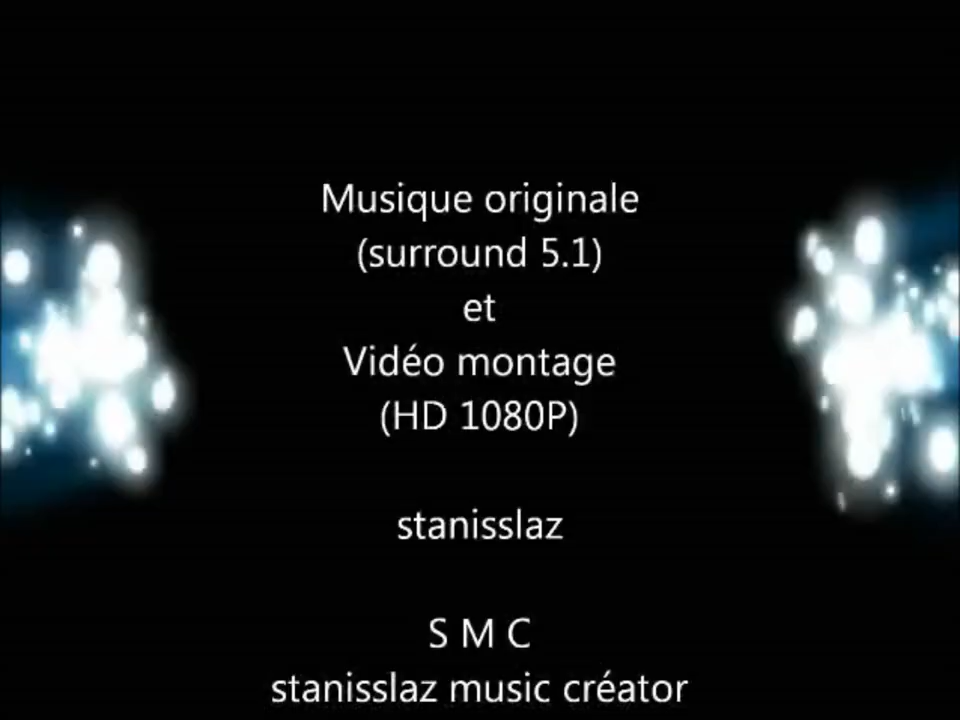 Musique originale
(surround 5.1)
et
Vidéo montage
(HD 1080P)
stanisslaz
S M C
stanisslaz music créator